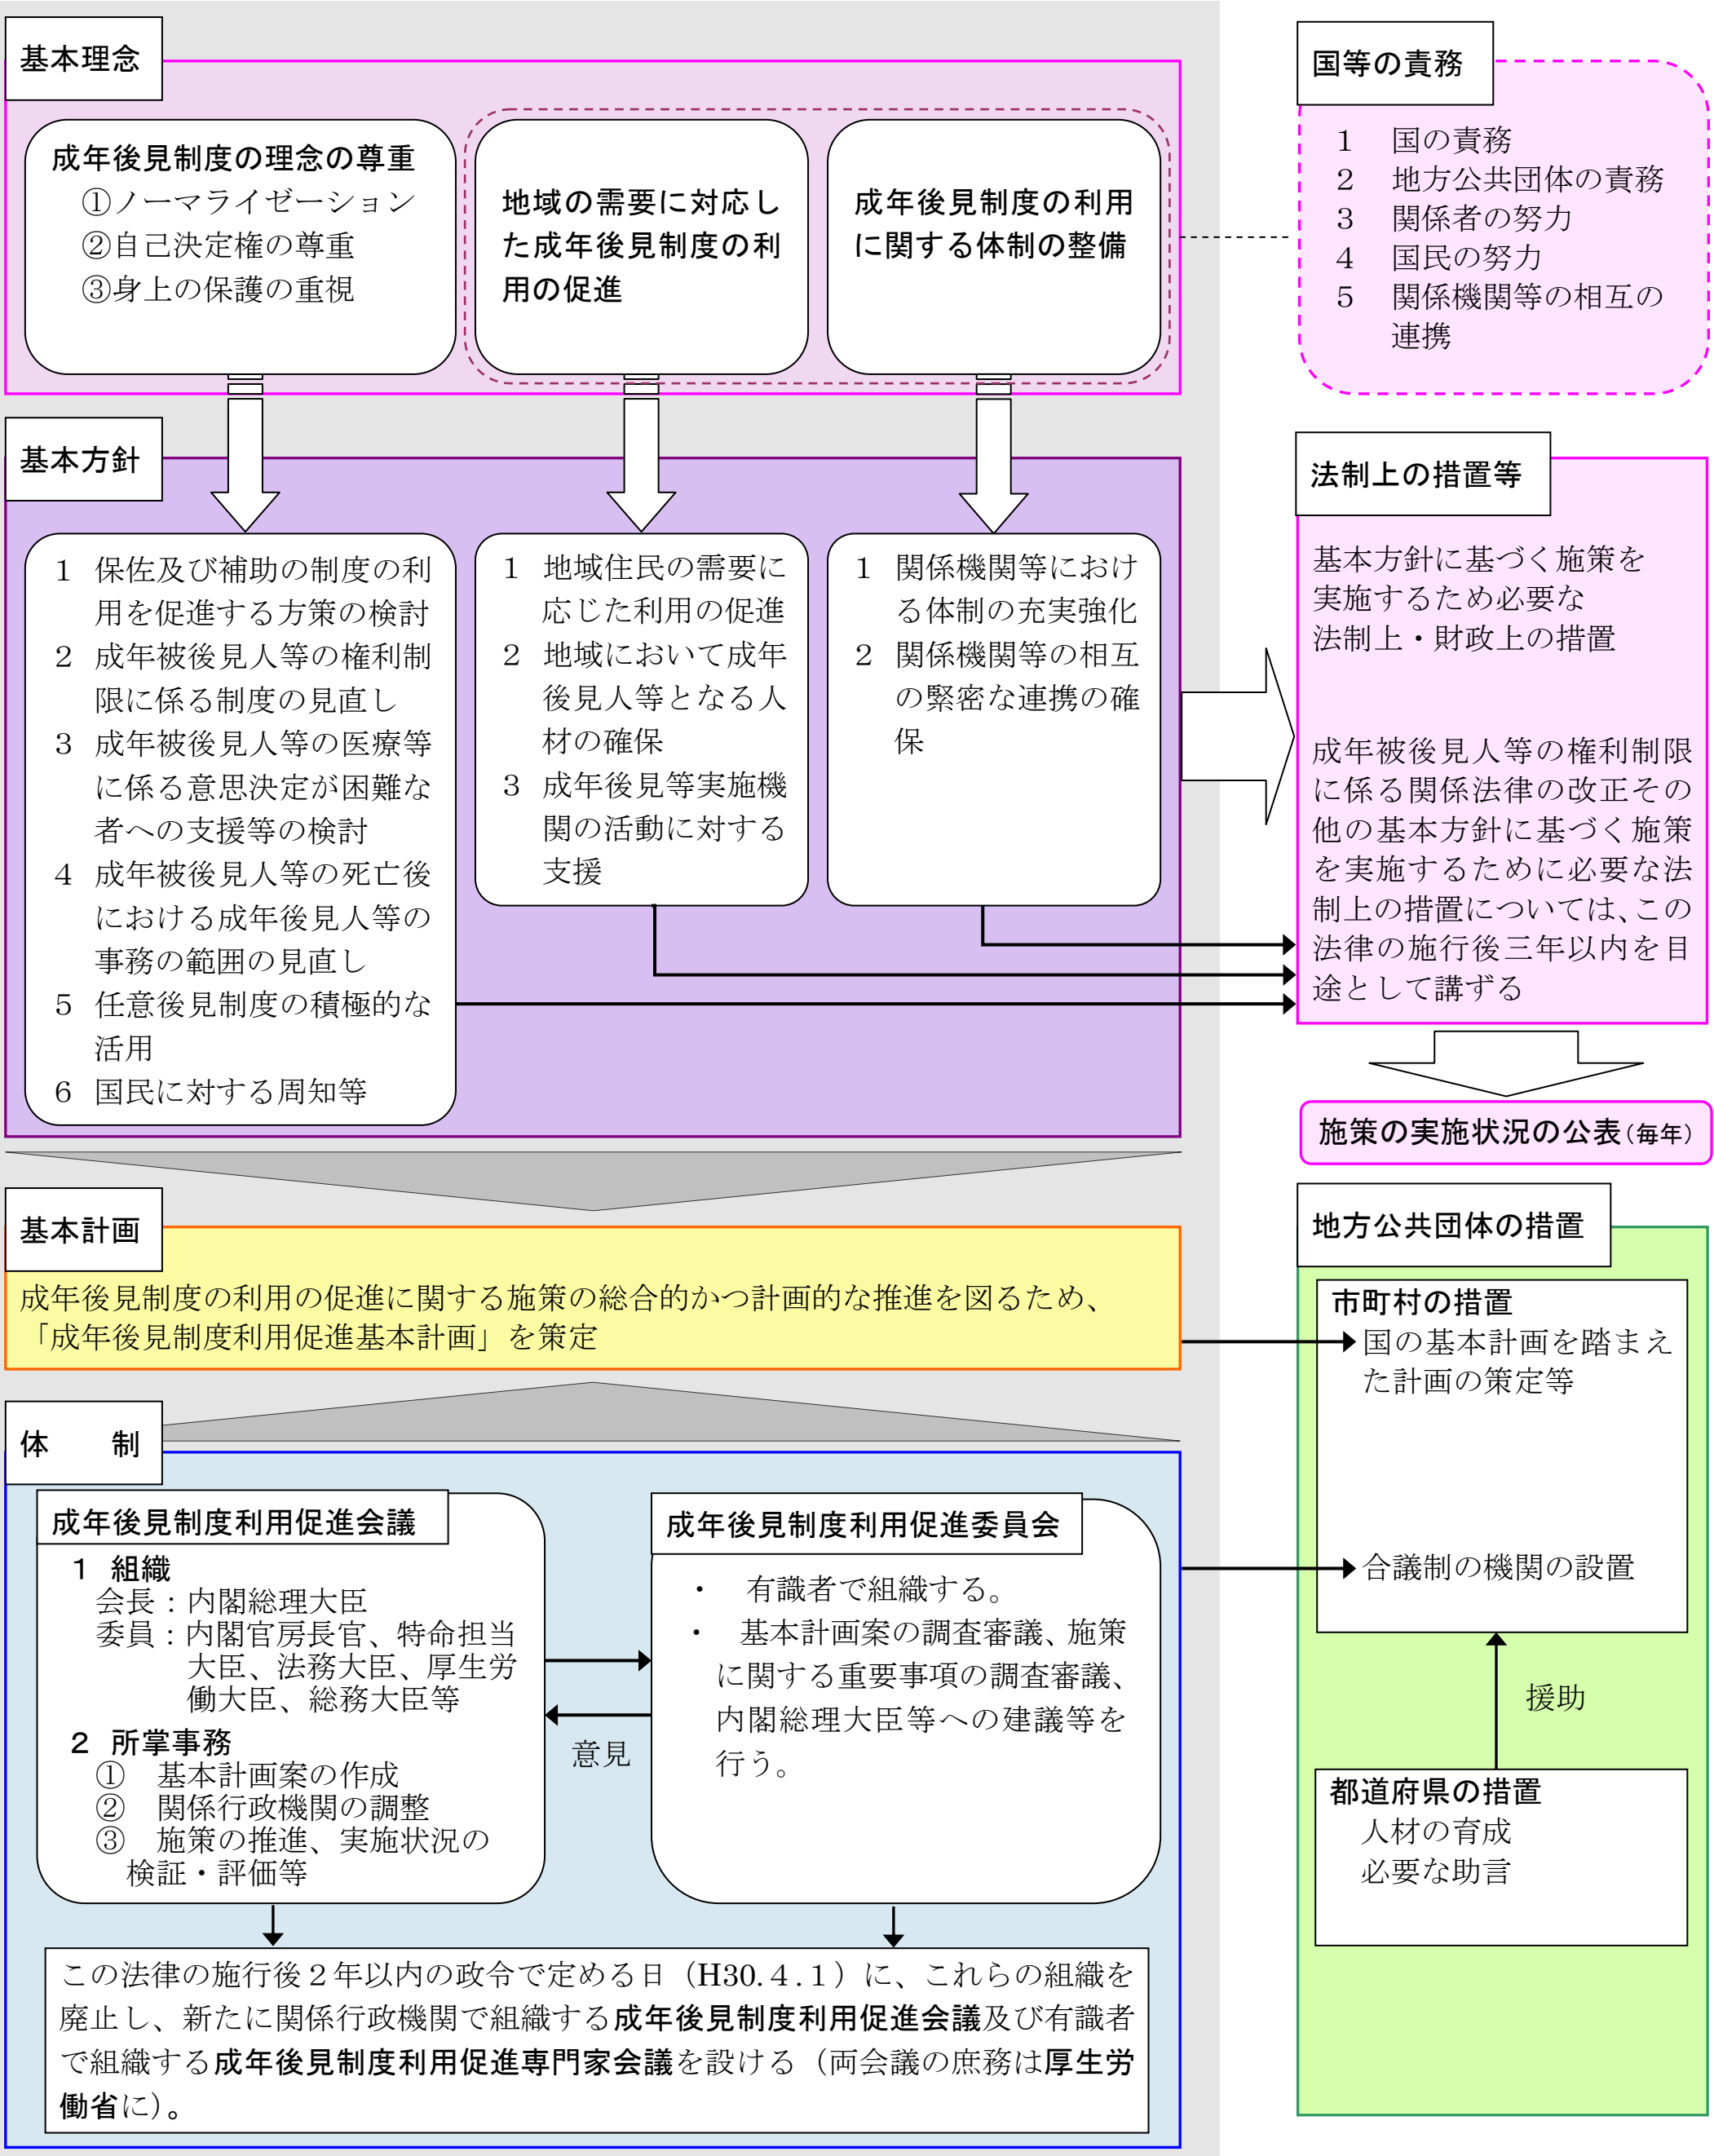 基本理念
成年後見制度の理念の尊重
①ノーマライゼーション
②自己決定権の尊重
③身上の保護の重視
地域の需要に対応し
た成年後見制度の利
用の促進
成年後見制度の利用
に関する体制の整備
国等の責務
1 国の責務
2 地方公共団体の責務
3 関係者の努力
4 国民の努力
5 関係機関等の相互の
連携
基本方針
1 保佐及び補助の制度の利
用を促進する方策の検討
2 成年被後見人等の権利制
限に係る制度の見直し
3 成年被後見人等の医療等
に係る意思決定が困難な
者への支援等の検討
4 成年被後見人等の死亡後
における成年後見人等の
事務の範囲の見直し
5 任意後見制度の積極的な
活用
6 国民に対する周知等
1 地域住民の需要に
応じた利用の促進
2 地域において成年
後見人等となる人
材の確保
3 成年後見等実施機
関の活動に対する
支援
1 関係機関等におけ
る体制の充実強化
2 関係機関等の相互
の緊密な連携の確
保
法制上の措置等
基本方針に基づく施策を
実施するため必要な
法制上・財政上の措置
成年被後見人等の権利制限
に係る関係法律の改正その
他の基本方針に基づく施策
を実施するために必要な法
制上の措置については、この
法律の施行後三年以内を目
途として講ずる
施策の実施状況の公表(毎年)
基本計画
成年後見制度の利用の促進に関する施策の総合的かつ計画的な推進を図るため、
「成年後見制度利用促進基本計画」を策定
地方公共団体の措置
市町村の措置
国の基本計画を踏まえ
た計画の策定等
合議制の機関の設置
援助
都道府県の措置
人材の育成
必要な助言
体 制
成年後見制度利用促進会議
1 組織
会長：内閣総理大臣
委員：内閣官房長官、特命担当
大臣、法務大臣、厚生労
働大臣、総務大臣等
2 所掌事務
① 基本計画案の作成
② 関係行政機関の調整
③ 施策の推進、実施状況の
検証・評価等
意見
成年後見制度利用促進委員会
・ 有識者で組織する。
・ 基本計画案の調査審議、施策
に関する重要事項の調査審議、
内閣総理大臣等への建議等を
行う。
この法律の施行後２年以内の政令で定める日（H30.４.１）に、これらの組織を
廃止し、新たに関係行政機関で組織する成年後見制度利用促進会議及び有識者
で組織する成年後見制度利用促進専門家会議を設ける（両会議の庶務は厚生労
働省に）。